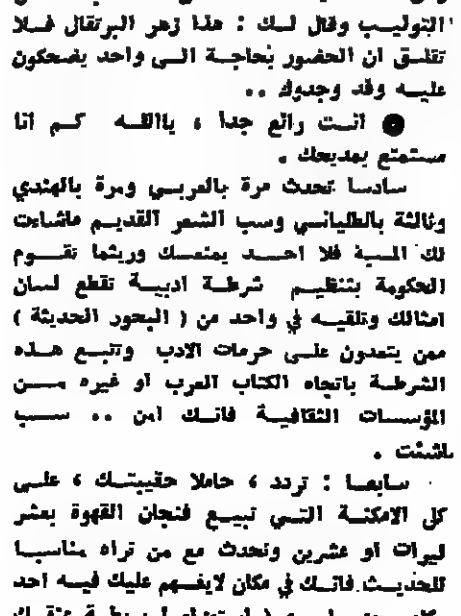 التوليب وقال لك : هذا زهر البرتقال فلا
تقلق ان الحضور بحاجة الى واحد يضحكون
عليه وقد وجدوك ..
● انت رائع جدا ، ياالله كم انا
مستمتع بمديحك .
سادسا تحدث مرة بالعربي ومرة بالهندي
وثالثة بالطلياني وسب الشعر القديم ماشاءت
لك المسبة فلا احد يمنعك وريثما تقوم
الحكومة بتنظيم شرطة ادبية تقطع لسان
امثالك وتلقيه في واحد من ( البحور الحديثة )
ممن يتعدون على حرمات الادب وتتبع هذه
الشرطة باتجاه الكتاب العرب او غيره من
المؤسسات الثقافية فانك امن .. سب
ماشئت .
سابعا : تردد ، حاملا حقيبتك ، على
كل الامكنة التي تبيع فنجان القهوة بعشر
ليرات او عشرين وتحدث مع من تراه مناسبا
للحديث فانك في مكان لايفهم عليك فيه احد